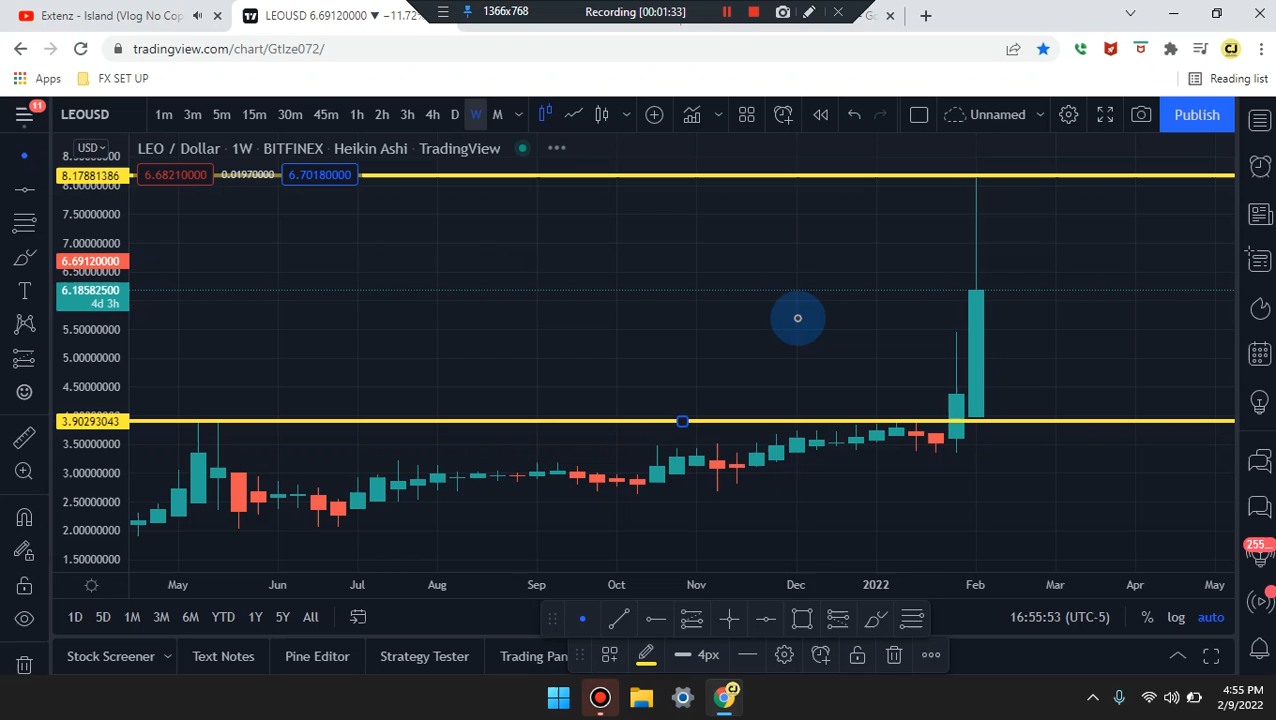 Extenz - Island (Vlog No Cop
LEOUSD 6.69120000 ▼ −11.72%
1366x768
Recording [00:01:33]
tradingview.com/chart/GtIze072/
Apps
FX SET UP
Reading list
11
LEOUSD
1m 3m 5m 15m 30m 45m 1h 2h 3h 4h D W M
Unnamed
Publish
USD
LEO / Dollar · 1W · BITFINEX · Heikin Ashi · TradingView
8.17881386
6.68210000
0.01970000
6.70180000
8.00000000
7.50000000
7.00000000
6.69120000
6.50000000
6.18582500
4d 3h
5.50000000
5.00000000
4.50000000
3.90293043
3.50000000
3.00000000
2.50000000
2.00000000
1.50000000
May Jun Jul Aug Sep Oct Nov Dec 2022 Feb Mar Apr May
1D 5D 1M 3M 6M YTD 1Y 5Y All
16:55:53 (UTC-5)
% log auto
Stock Screener
Text Notes
Pine Editor
Strategy Tester
Trading Pan
4px
255...
4:55 PM
2/9/2022